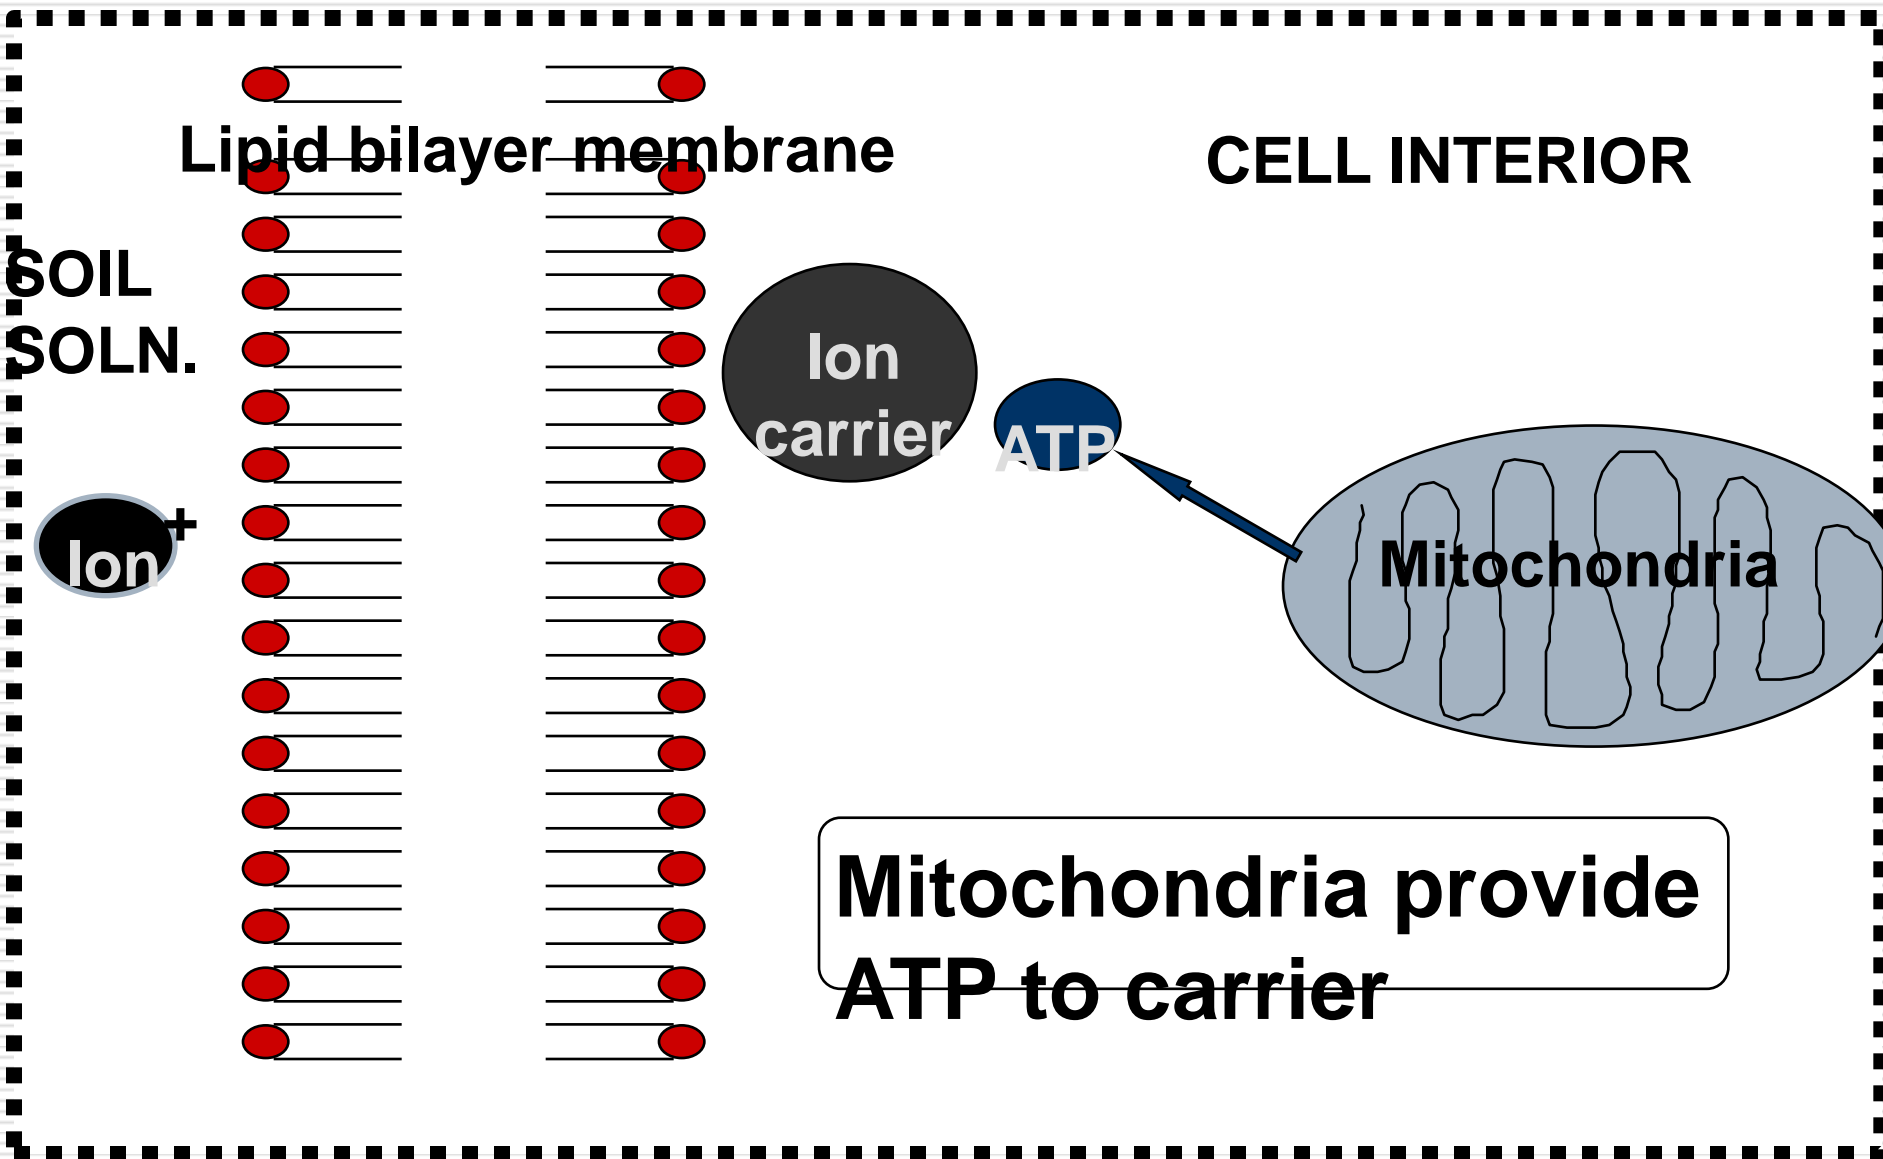 Lipid bilayer membrane
CELL INTERIOR
SOIL
SOLN.
Ion
carrier
ATP
Ion
+
Mitochondria
Mitochondria provide
ATP to carrier